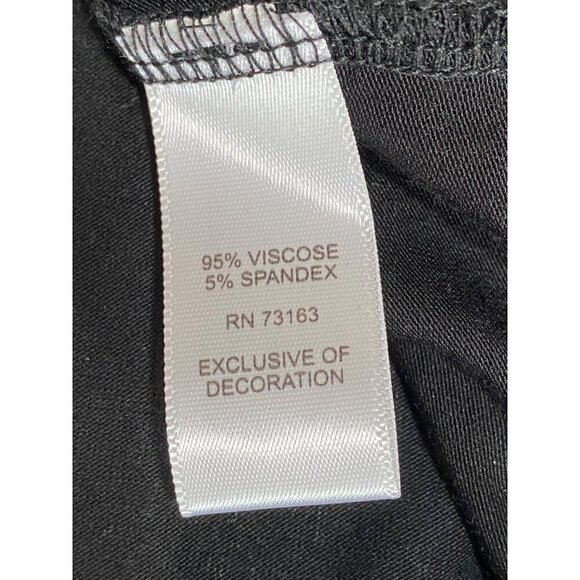 95% VISCOSE
5% SPANDEX
RN 73163
EXCLUSIVE OF
DECORATION